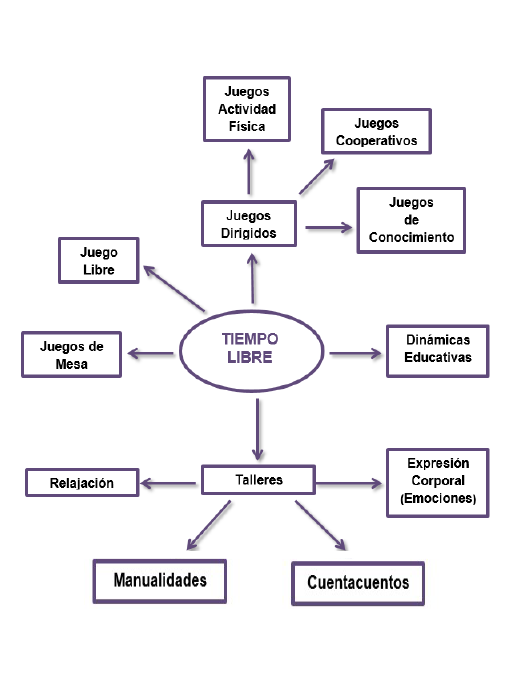 Juegos
Actividad
Física
Juegos
Cooperativos
Juegos
Dirigidos
Juegos
de
Conocimiento
Juego
Libre
TIEMPO
LIBRE
Juegos de
Mesa
Dinámicas
Educativas
Relajación
Talleres
Expresión
Corporal
(Emociones)
Manualidades
Cuentacuentos